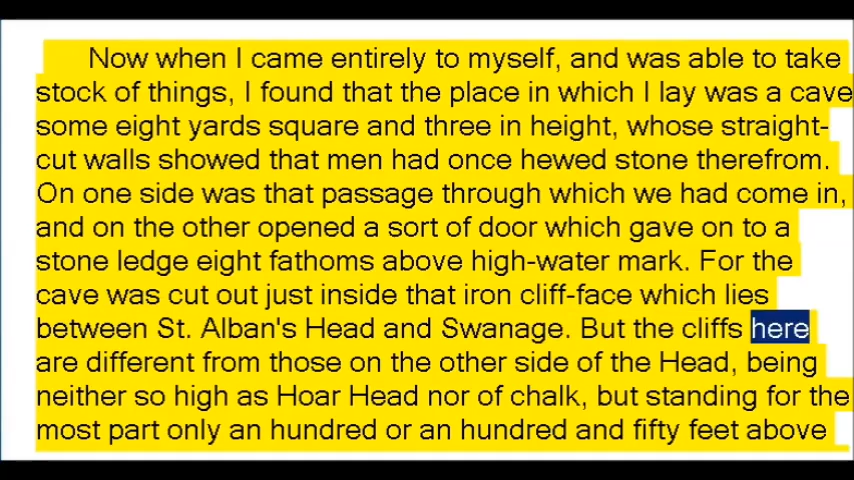 Now when I came entirely to myself, and was able to take
stock of things, I found that the place in which I lay was a cave
some eight yards square and three in height, whose straight-
cut walls showed that men had once hewed stone therefrom.
On one side was that passage through which we had come in,
and on the other opened a sort of door which gave on to a
stone ledge eight fathoms above high-water mark. For the
cave was cut out just inside that iron cliff-face which lies
between St. Alban's Head and Swanage. But the cliffs here
are different from those on the other side of the Head, being
neither so high as Hoar Head nor of chalk, but standing for the
most part only an hundred or an hundred and fifty feet above